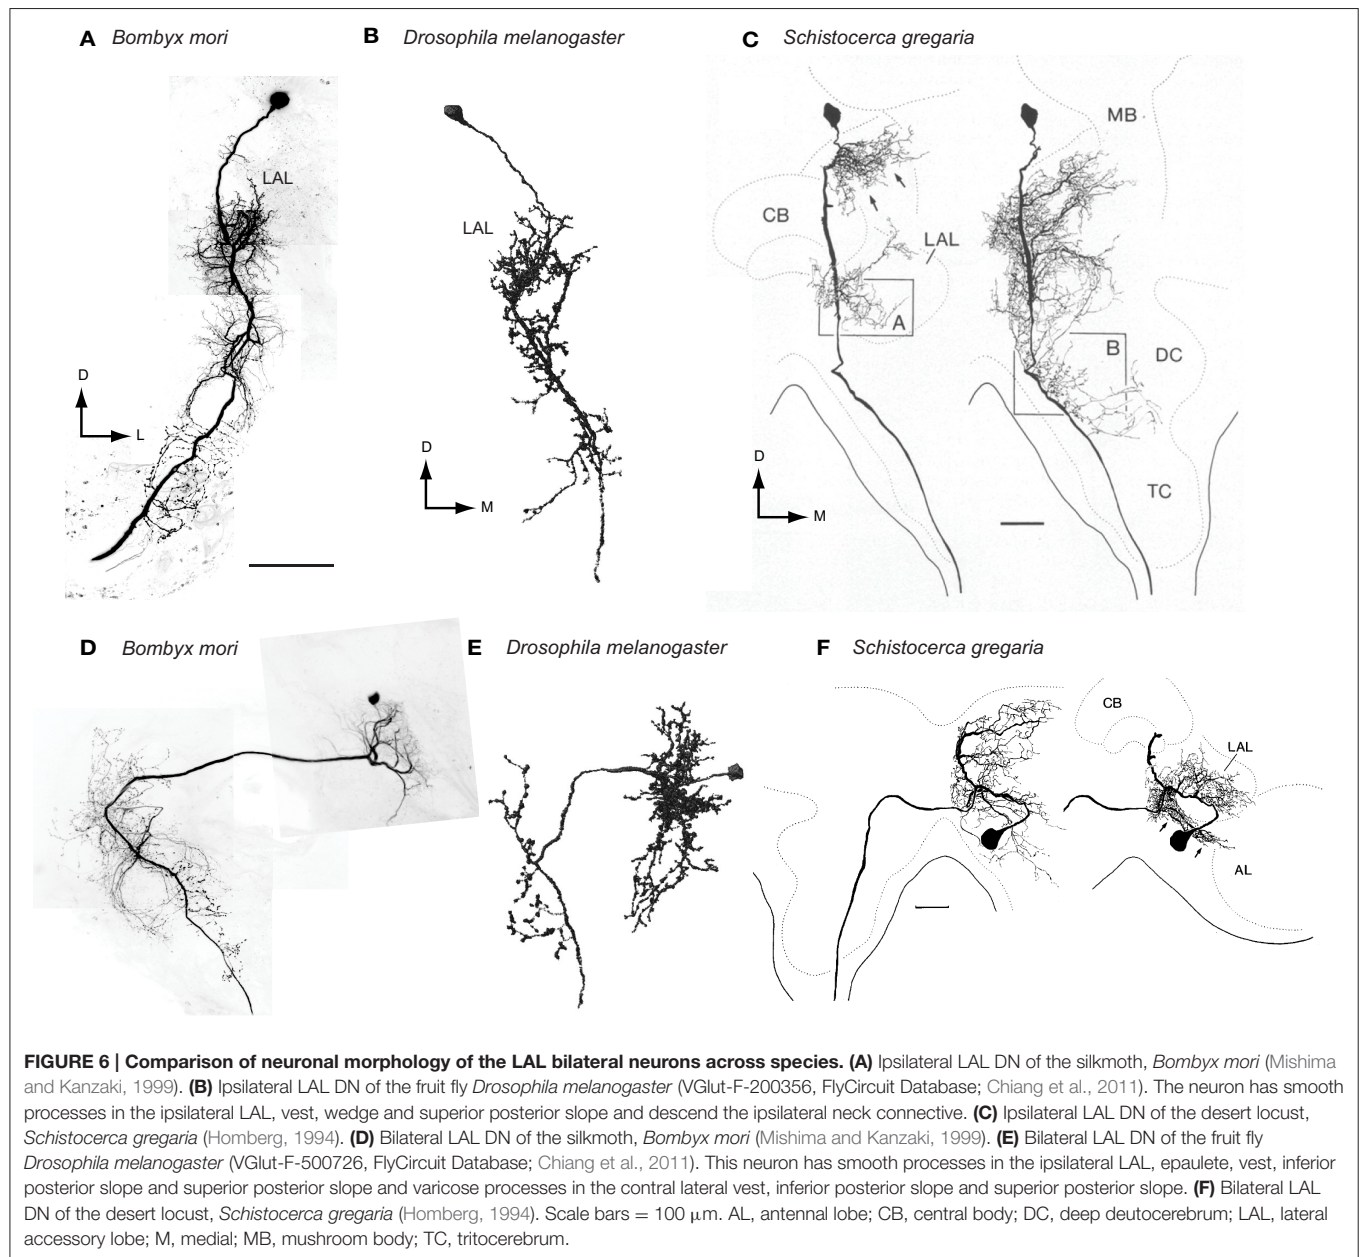 A Bombyx mori
B Drosophila melanogaster
C Schistocerca gregaria
LAL
D
L
LAL
D
M
MB
CB
LAL
A
B
DC
D
M
TC
D Bombyx mori
E Drosophila melanogaster
F Schistocerca gregaria
CB
LAL
AL
FIGURE 6 | Comparison of neuronal morphology of the LAL bilateral neurons across species. (A) Ipsilateral LAL DN of the silkmoth, Bombyx mori (Mishima
and Kanzaki, 1999). (B) Ipsilateral LAL DN of the fruit fly Drosophila melanogaster (VGlut-F-200356, FlyCircuit Database; Chiang et al., 2011). The neuron has smooth
processes in the ipsilateral LAL, vest, wedge and superior posterior slope and descend the ipsilateral neck connective. (C) Ipsilateral LAL DN of the desert locust,
Schistocerca gregaria (Homberg, 1994). (D) Bilateral LAL DN of the silkmoth, Bombyx mori (Mishima and Kanzaki, 1999). (E) Bilateral LAL DN of the fruit fly
Drosophila melanogaster (VGlut-F-500726, FlyCircuit Database; Chiang et al., 2011). This neuron has smooth processes in the ipsilateral LAL, epaulete, vest, inferior
posterior slope and superior posterior slope and varicose processes in the contral lateral vest, inferior posterior slope and superior posterior slope. (F) Bilateral LAL
DN of the desert locust, Schistocerca gregaria (Homberg, 1994). Scale bars = 100 μm. AL, antennal lobe; CB, central body; DC, deep deutocerebrum; LAL, lateral
accessory lobe; M, medial; MB, mushroom body; TC, tritocerebrum.